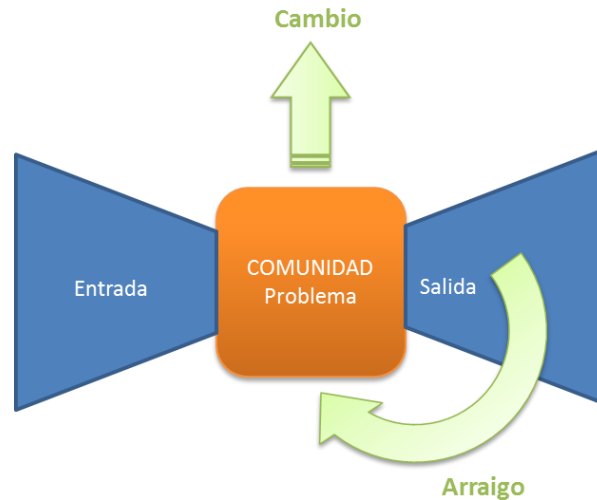 Cambio
COMUNIDAD
Problema
Entrada
Salida
Arraigo